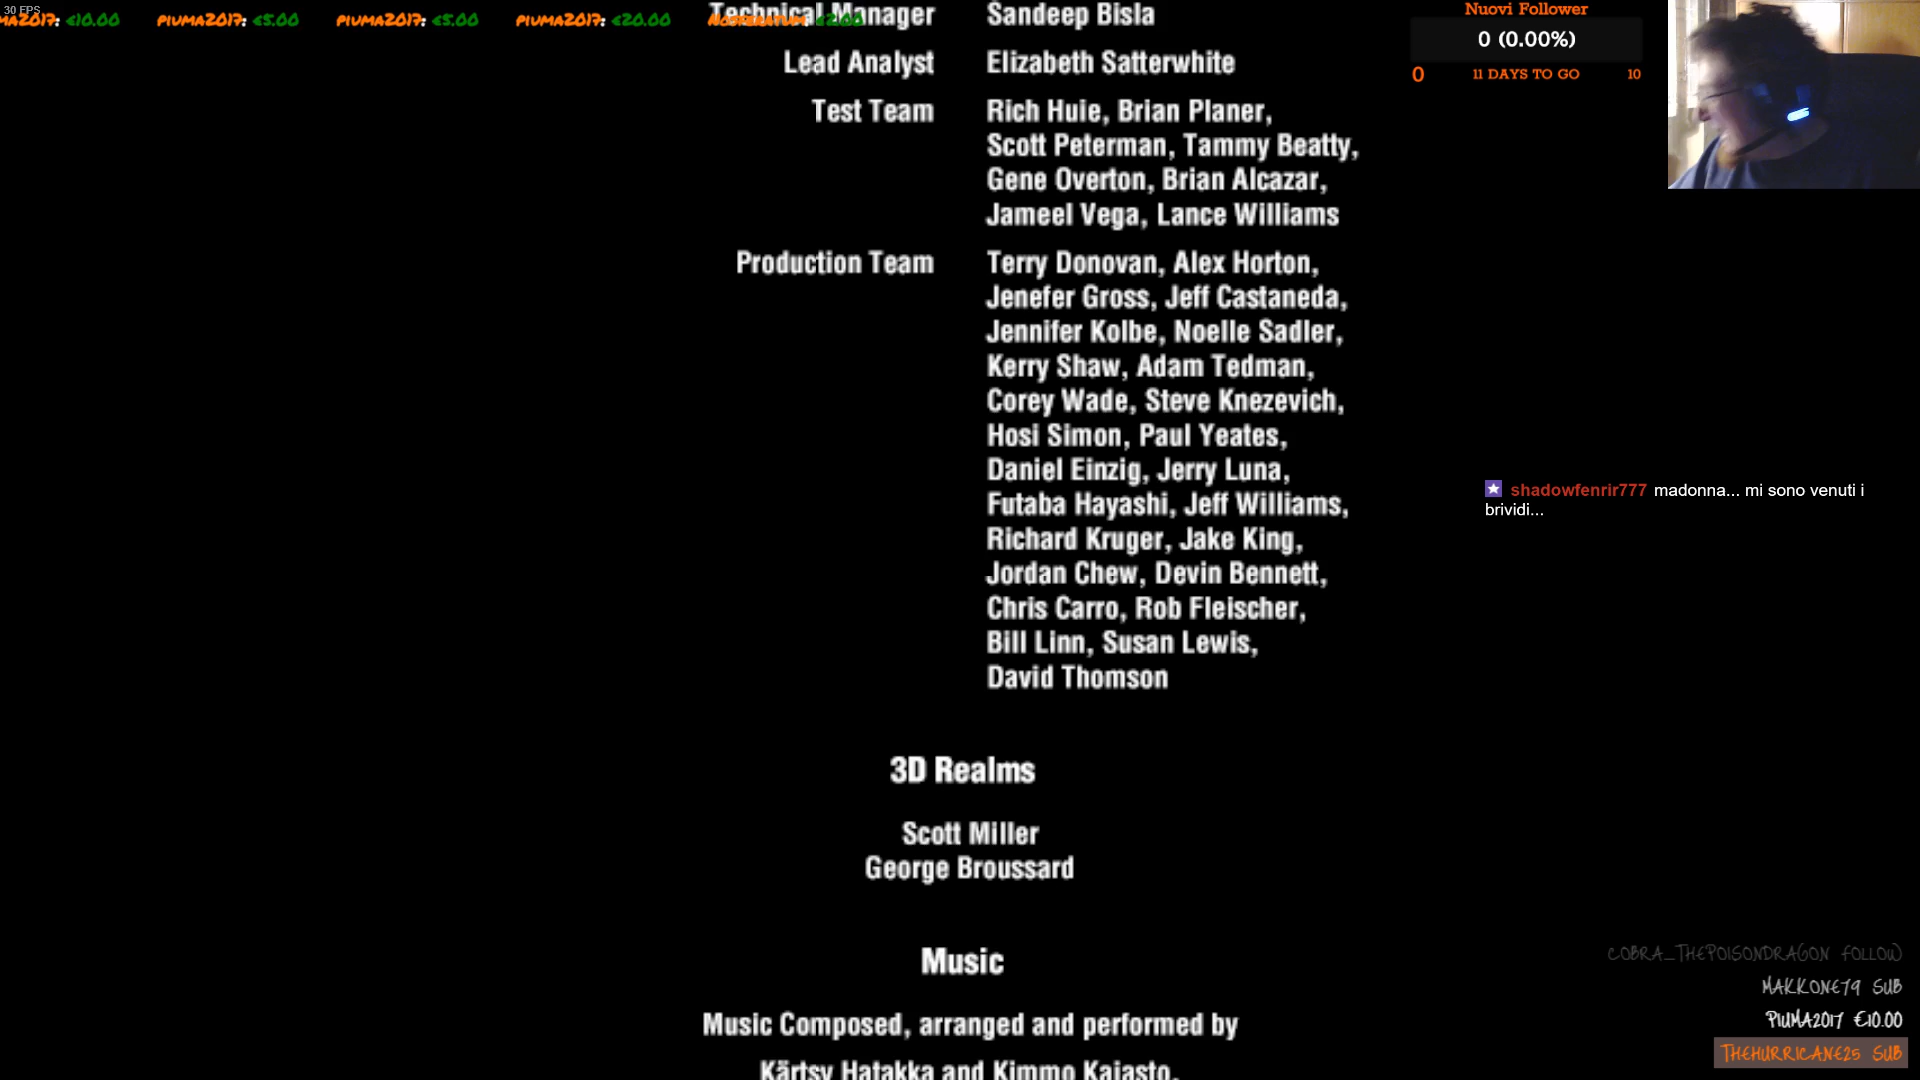 30 FPS
MA2017: €10.00 PIUMA2017: €5.00 PIUMA2017: €5.00 PIUMA2017: €20.00 NOSFERATUM: €2.00
Technical Manager Sandeep Bisla
Lead Analyst Elizabeth Satterwhite
Test Team Rich Huie, Brian Planer,
Scott Peterman, Tammy Beatty,
Gene Overton, Brian Alcazar,
Jameel Vega, Lance Williams
Production Team Terry Donovan, Alex Horton,
Jenefer Gross, Jeff Castaneda,
Jennifer Kolbe, Noelle Sadler,
Kerry Shaw, Adam Tedman,
Corey Wade, Steve Knezevich,
Hosi Simon, Paul Yeates,
Daniel Einzig, Jerry Luna,
Futaba Hayashi, Jeff Williams,
Richard Kruger, Jake King,
Jordan Chew, Devin Bennett,
Chris Carro, Rob Fleischer,
Bill Linn, Susan Lewis,
David Thomson
3D Realms
Scott Miller
George Broussard
Music
Music Composed, arranged and performed by
Kärtsy Hatakka and Kimmo Kajasto.
Nuovi Follower
0 (0.00%)
0 11 DAYS TO GO 10
shadowfenrir777 madonna... mi sono venuti i
brividi...
COBRA_THEPOISONDRAGON FOLLOW
MAKKONE79 SUB
PIUMA2017 €10.00
THEHURRICANE25 SUB